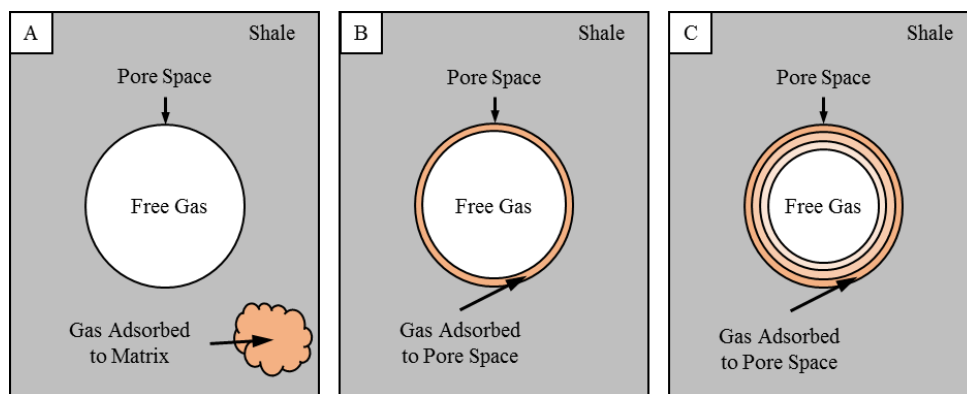 A
Shale
Pore Space
Free Gas
Gas Adsorbed
to Matrix
B
Shale
Pore Space
Free Gas
Gas Adsorbed
to Pore Space
C
Shale
Pore Space
Free Gas
Gas Adsorbed
to Pore Space